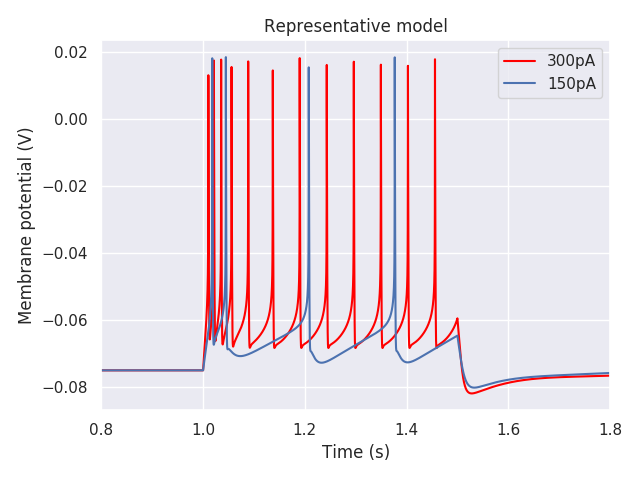 Representative model
300pA
150pA
0.02
0.00
−0.02
−0.04
−0.06
−0.08
Membrane potential (V)
0.8 1.0 1.2 1.4 1.6 1.8
Time (s)